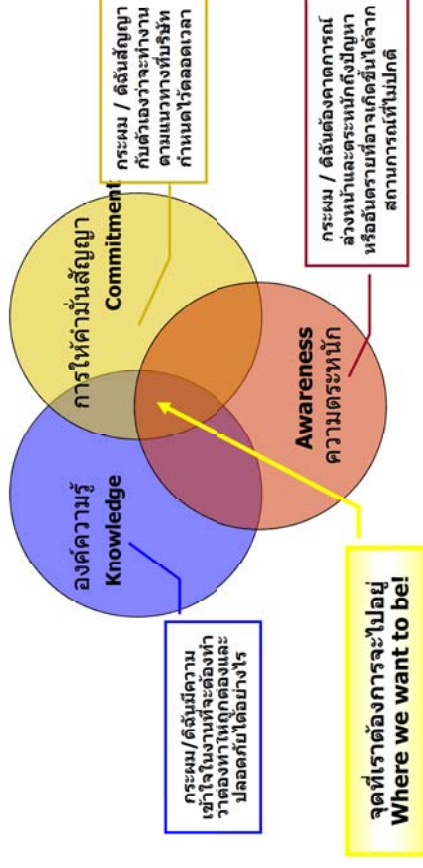 องค์ความรู้
Knowledge
การให้คำมั่นสัญญา
Commitment
Awareness
ความตระหนัก
กระผม/ดิฉันมีความ
เข้าใจในงานที่จะต้องทำ
ว่าต้องทำให้ถูกต้องและ
ปลอดภัยได้อย่างไร
กระผม / ดิฉันสัญญา
กับตัวเองว่าจะทำงาน
ตามแนวทางที่บริษัท
กำหนดไว้ตลอดเวลา
กระผม / ดิฉันต้องคาดการณ์
ล่วงหน้าและตระหนักถึงปัญหา
หรืออันตรายที่อาจเกิดขึ้นได้จาก
สถานการณ์ที่ไม่ปกติ
จุดที่เราต้องการจะไปอยู่
Where we want to be!